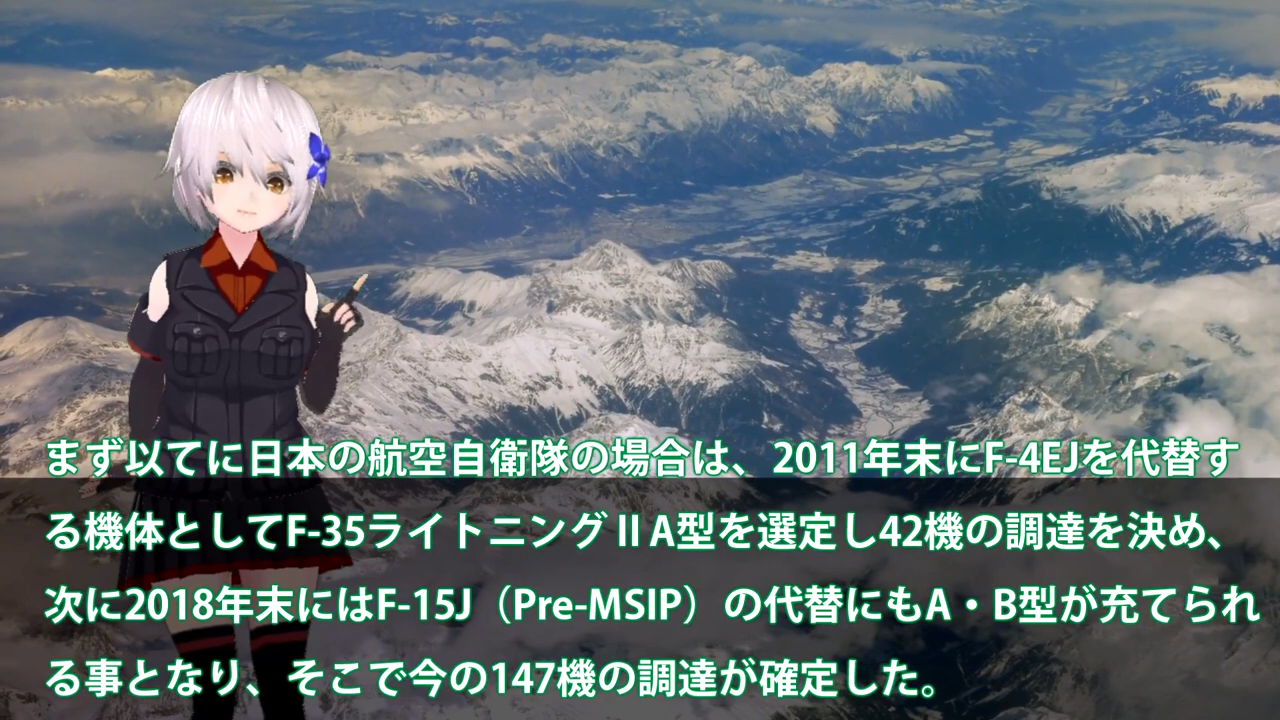 まず以てに日本の航空自衛隊の場合は、2011年末にF-4EJを代替す
る機体としてF-35ライトニングⅡA型を選定し42機の調達を決め、
次に2018年末にはF-15J（Pre-MSIP）の代替にもA・B型が充てられ
る事となり、そこで今の147機の調達が確定した。